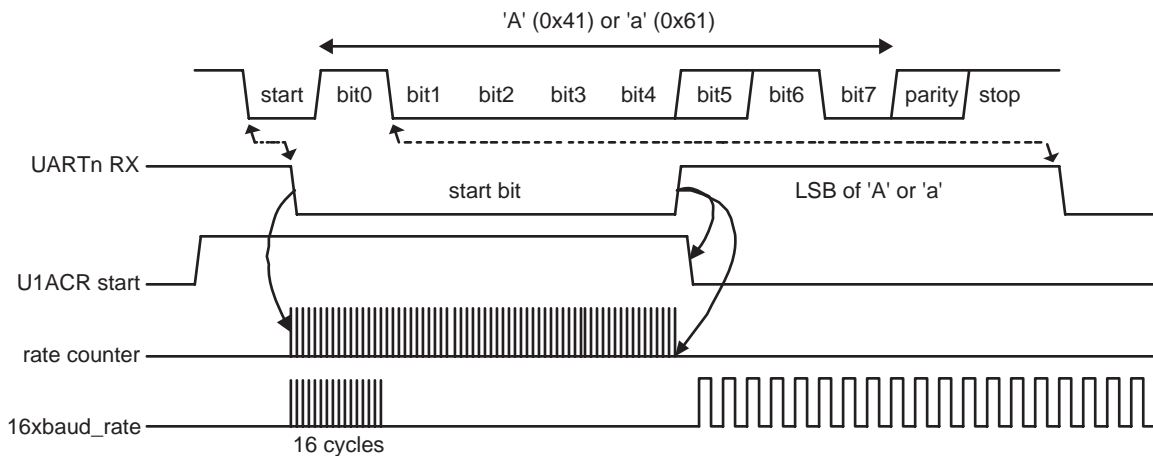 'A' (0x41) or 'a' (0x61)
start bit0 bit1 bit2 bit3 bit4 bit5 bit6 bit7 parity stop
UARTn RX
start bit
LSB of 'A' or 'a'
U1ACR start
rate counter
16xbaud_rate
16 cycles